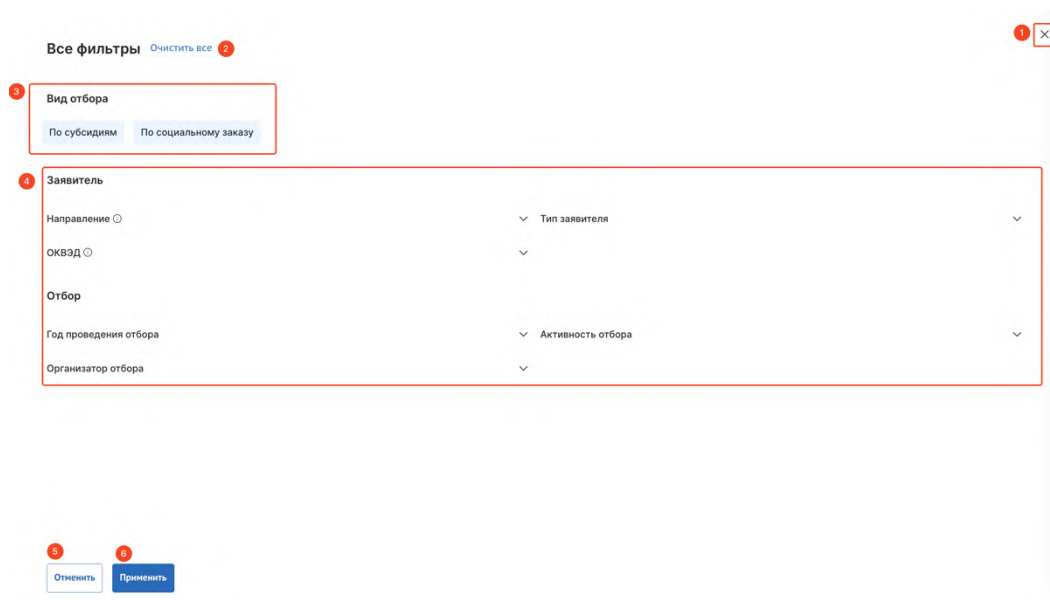 1
Все фильтры Очистить все 2
3
Вид отбора
По субсидиям По социальному заказу
4
Заявитель
Направление Тип заявителя
ОКВЭД
Отбор
Год проведения отбора Активность отбора
Организатор отбора
5 6
Отменить Применить